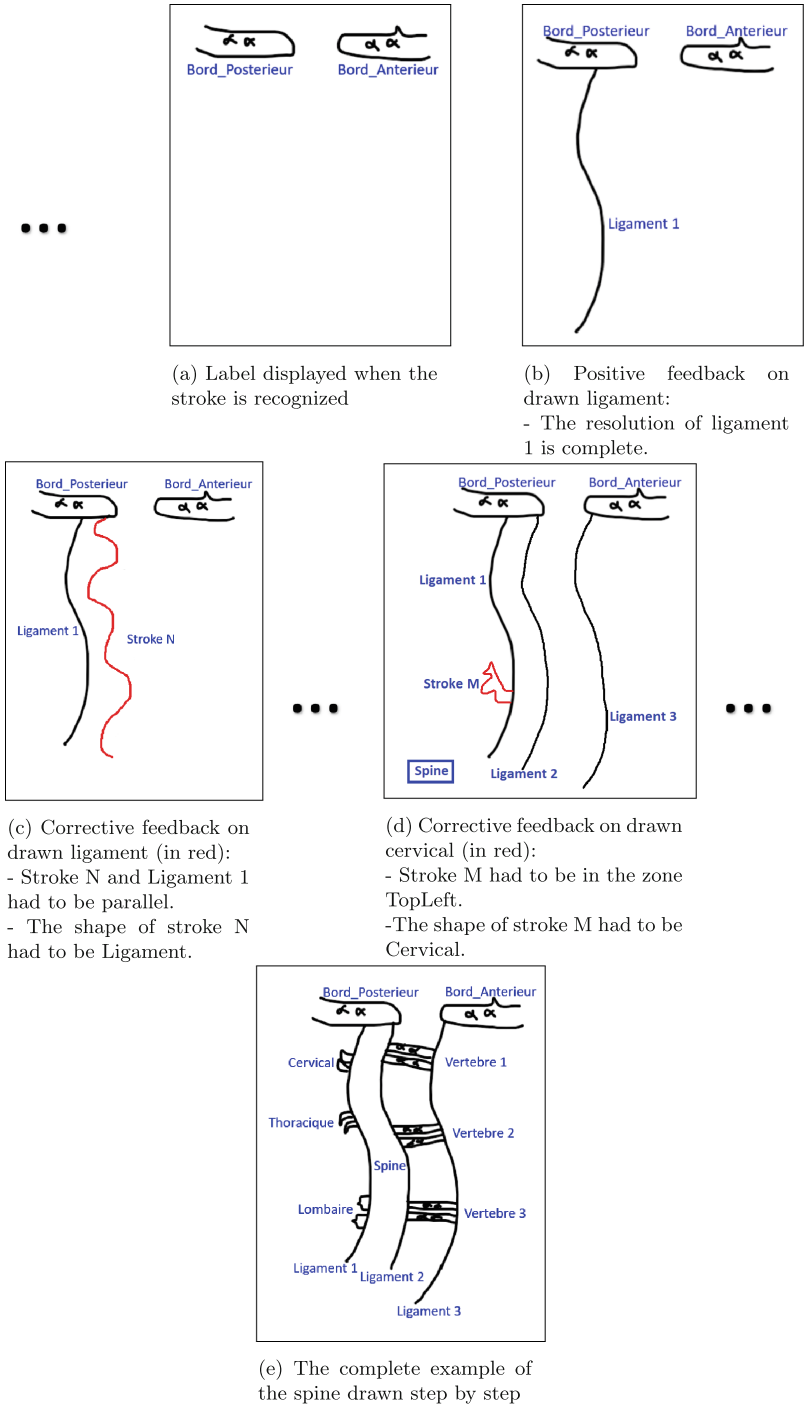 α α
α α
Bord_Posterieur
Bord_Anterieur
(a) Label displayed when the
stroke is recognized
Bord_Posterieur
Bord_Anterieur
α α
α α
Ligament 1
(b) Positive feedback on
drawn ligament:
- The resolution of ligament
1 is complete.
Bord_Posterieur
Bord_Anterieur
α α
α α
Ligament 1
Stroke N
(c) Corrective feedback on
drawn ligament (in red):
- Stroke N and Ligament 1
had to be parallel.
- The shape of stroke N
had to be Ligament.
Bord_Posterieur
Bord_Anterieur
α α
α α
Ligament 1
Stroke M
Ligament 3
Spine
Ligament 2
(d) Corrective feedback on drawn
cervical (in red):
- Stroke M had to be in the zone
TopLeft.
-The shape of stroke M had to be
Cervical.
Bord_Posterieur
Bord_Anterieur
α α
α α
Cervical
Vertebre 1
Thoracique
Vertebre 2
Spine
Lombaire
Vertebre 3
Ligament 1
Ligament 2
Ligament 3
(e) The complete example of
the spine drawn step by step